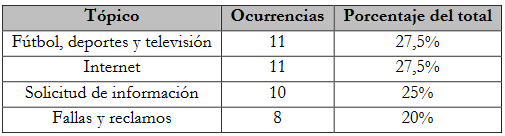 Tópico Ocurrencias Porcentaje del total
Fútbol, deportes y televisión 11 27,5%
Internet 11 27,5%
Solicitud de información 10 25%
Fallas y reclamos 8 20%